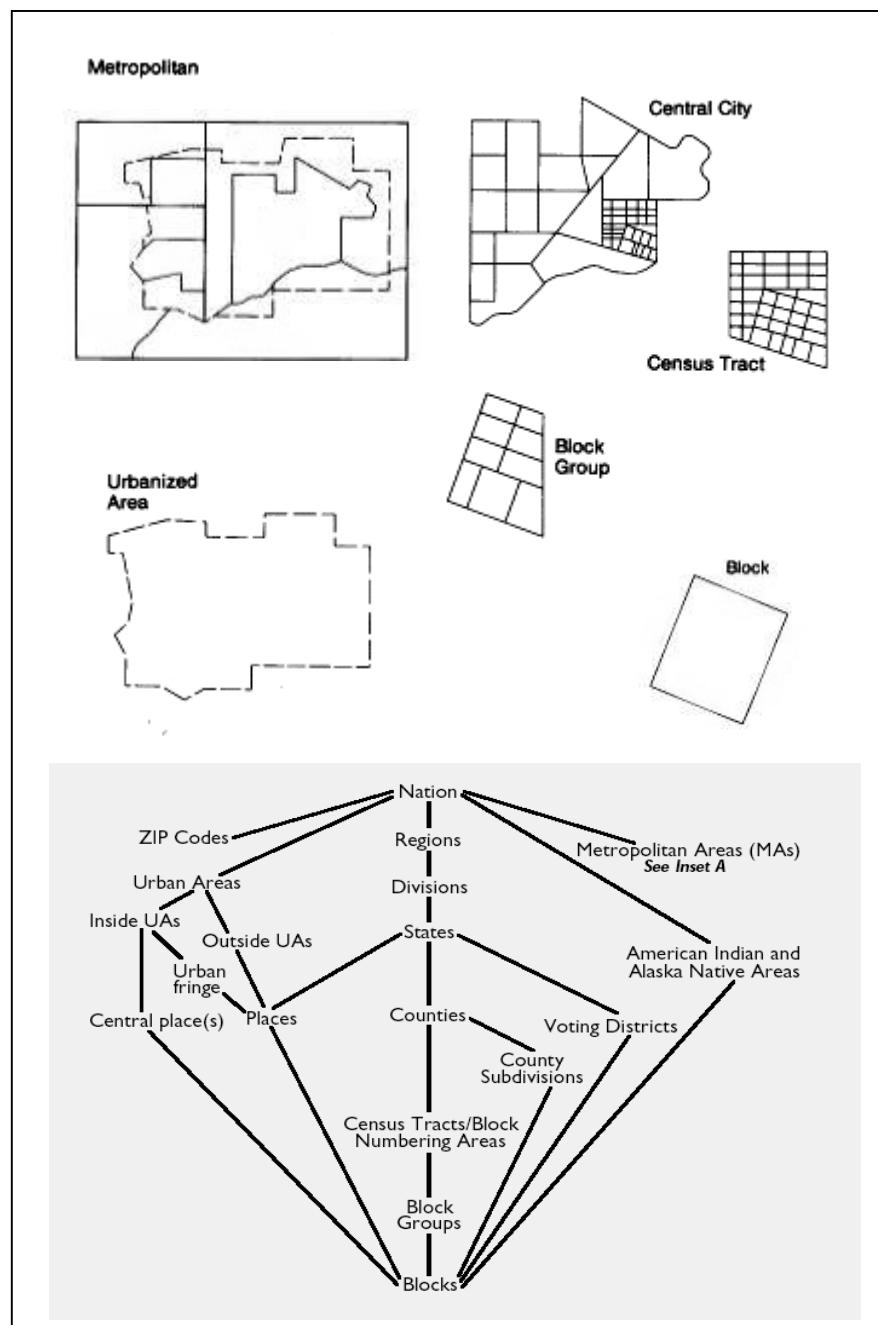 Metropolitan
Central City
Census Tract
Block
Group
Urbanized
Area
Block
Nation
ZIP Codes
Regions
Metropolitan Areas (MAs)
See Inset A
Urban Areas
Divisions
Inside UAs
Outside UAs
States
American Indian and
Alaska Native Areas
Urban
fringe
Central place(s)
Places
Counties
Voting Districts
County
Subdivisions
Census Tracts/Block
Numbering Areas
Block
Groups
Blocks